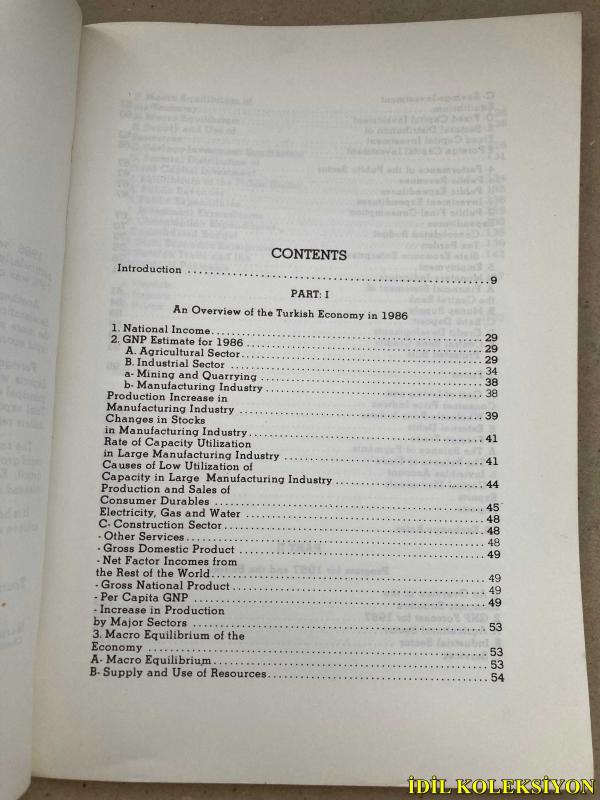 CONTENTS
Introduction ........ 9
PART: I
An Overview of the Turkish Economy in 1986
1. National Income........ 29
2. GNP Estimate for 1986 ........ 29
A. Agricultural Sector........ 29
B. Industrial Sector ........ 34
a- Mining and Quarrying ........ 38
b- Manufacturing Industry ........ 38
Production Increase in
Manufacturing Industry ........ 39
Changes in Stocks
in Manufacturing Industry........ 41
Rate of Capacity Utilization
in Large Manufacturing Industry ........ 41
Causes of Low Utilization of
Capacity in Large Manufacturing Industry ........ 44
Production and Sales of
Consumer Durables ........ 45
Electricity, Gas and Water ........ 48
C- Construction Sector........ 48
- Other Services........ 48
- Gross Domestic Product ........ 49
- Net Factor Incomes from
the Rest of the World........ 49
- Gross National Product ........ 49
- Per Capita GNP ........ 49
- Increase in Production
by Major Sectors ........ 53
3. Macro Equilibrium of the
Economy ........ 53
A- Macro Equilibrium........ 53
B- Supply and Use of Resources........ 54
İDİL KOLEKSİYON